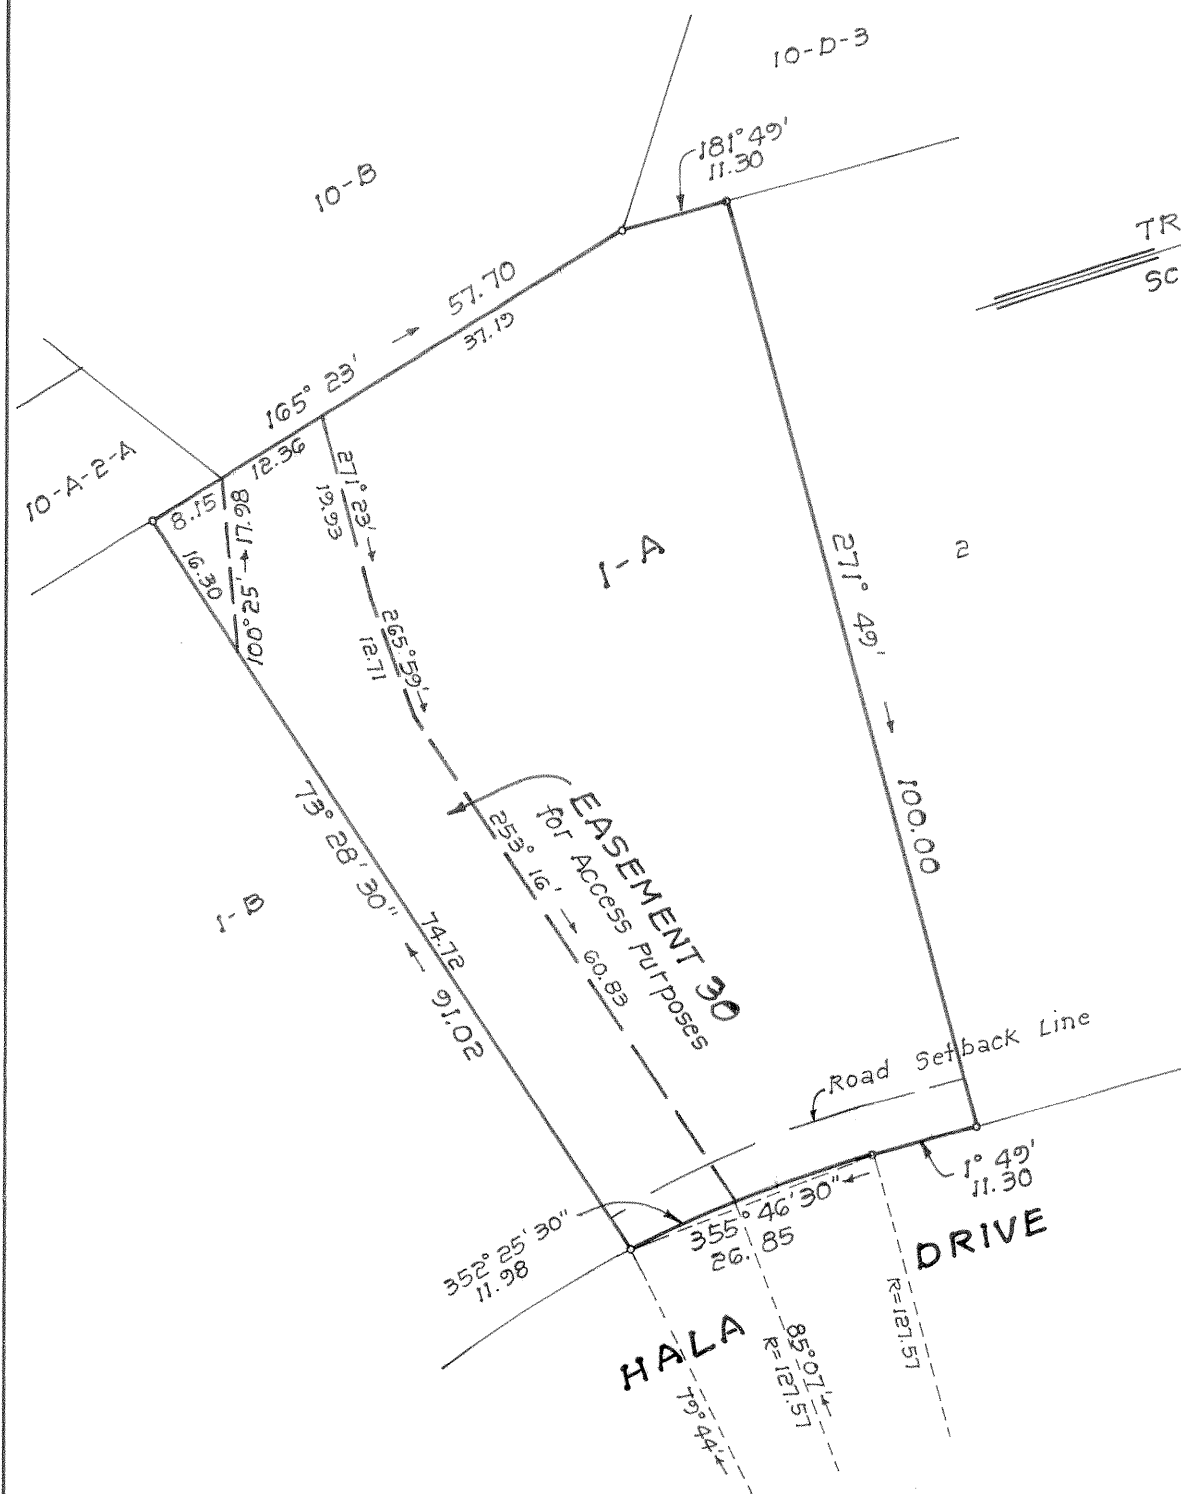 10-D-3
181°49'
11.30
10-B
TR
SC
57.70
37.19
165° 23'
12.36
10-A-2-A
8.15
17.98
100°25'
16.30
271°23'
19.93
1-A
2
271° 49'
265°59'
12.71
100.00
73° 28' 30"
EASEMENT 30
for Access Purposes
253° 16'
60.83
1-B
74.72
91.02
Road Setback Line
1° 49'
11.30
355° 46' 30"
26.85
352° 25' 30"
11.98
HALA DRIVE
R=127.57
85°07'
R=127.57
79°44'